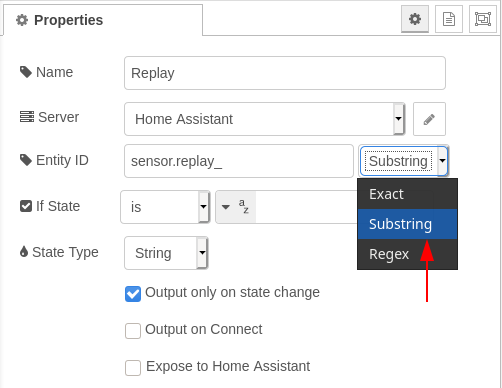 Properties
Name
Replay
Server
Home Assistant
Entity ID
sensor.replay_
Substring
Exact
Substring
Regex
If State
is
a z
State Type
String
Output only on state change
Output on Connect
Expose to Home Assistant